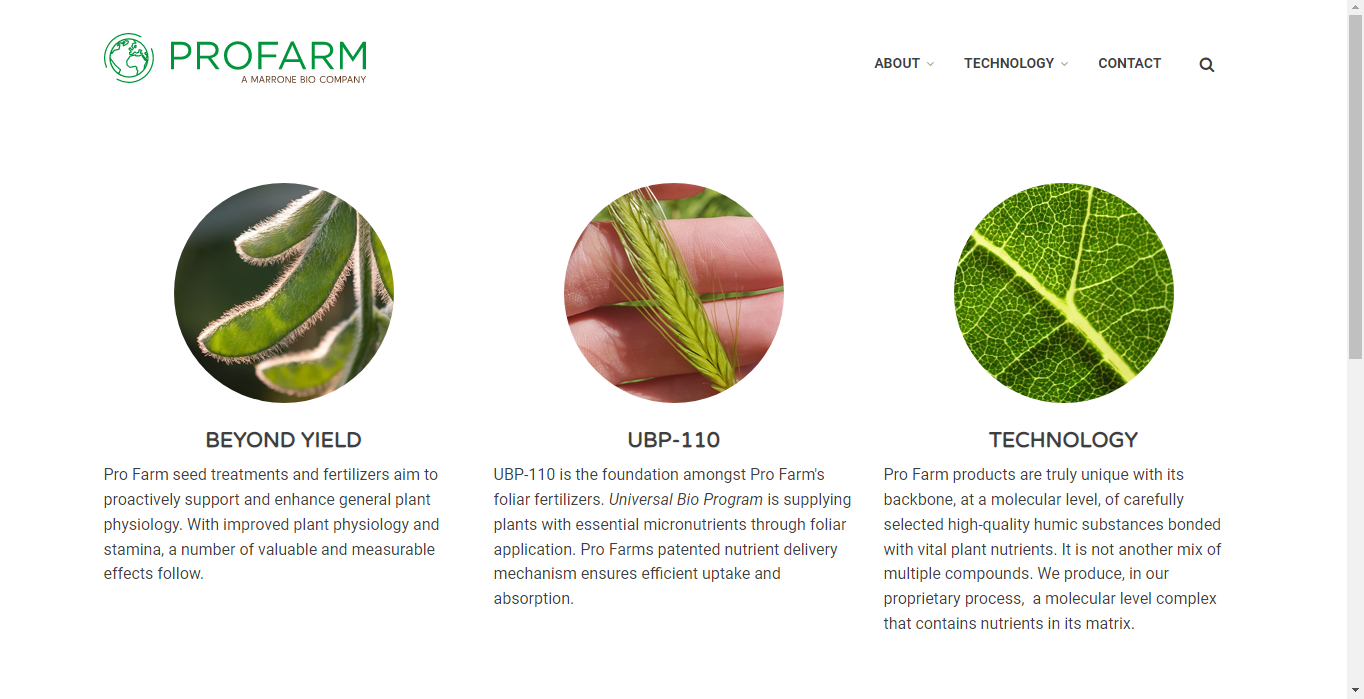 PROFARM
A MARRONE BIO COMPANY
ABOUT
TECHNOLOGY
CONTACT
BEYOND YIELD
Pro Farm seed treatments and fertilizers aim to
proactively support and enhance general plant
physiology. With improved plant physiology and
stamina, a number of valuable and measurable
effects follow.
UBP-110
UBP-110 is the foundation amongst Pro Farm's
foliar fertilizers. Universal Bio Program is supplying
plants with essential micronutrients through foliar
application. Pro Farms patented nutrient delivery
mechanism ensures efficient uptake and
absorption.
TECHNOLOGY
Pro Farm products are truly unique with its
backbone, at a molecular level, of carefully
selected high-quality humic substances bonded
with vital plant nutrients. It is not another mix of
multiple compounds. We produce, in our
proprietary process,  a molecular level complex
that contains nutrients in its matrix.